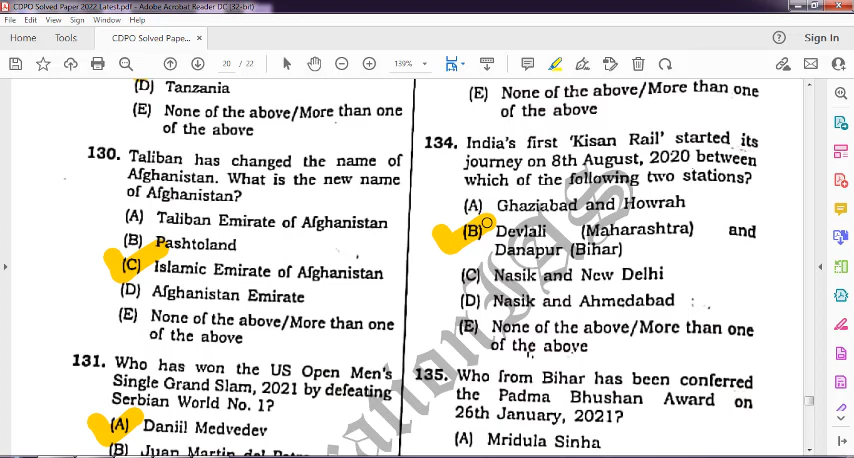 CDPO Solved Paper 2022 Latest.pdf - Adobe Acrobat Reader DC (32-bit)
File Edit View Sign Window Help
Home Tools CDPO Solved Pape... × Sign In
20 / 22 139%
(D) Tanzania
(E) None of the above/More than one
of the above
130. Taliban has changed the name of
Afghanistan. What is the new name
of Afghanistan?
(A) Taliban Emirate of Afghanistan
(B) Pashtoland
(C) Islamic Emirate of Afghanistan
(D) Afghanistan Emirate
(E) None of the above/More than one
of the above
131. Who has won the US Open Men's
Single Grand Slam, 2021 by defeating
Serbian World No. 1?
(A) Daniil Medvedev
(B) Juan Martin del
(E) None of the above/More than one
of the above
134. India's first 'Kisan Rail' started its
journey on 8th August, 2020 between
which of the following two stations?
(A) Ghaziabad and Howrah
(B) Devlali (Maharashtra) and
Danapur (Bihar)
(C) Nasik and New Delhi
(D) Nasik and Ahmedabad
(E) None of the above/More than one
of the above
135. Who from Bihar has been conferred
the Padma Bhushan Award on
26th January, 2021?
(A) Mridula Sinha